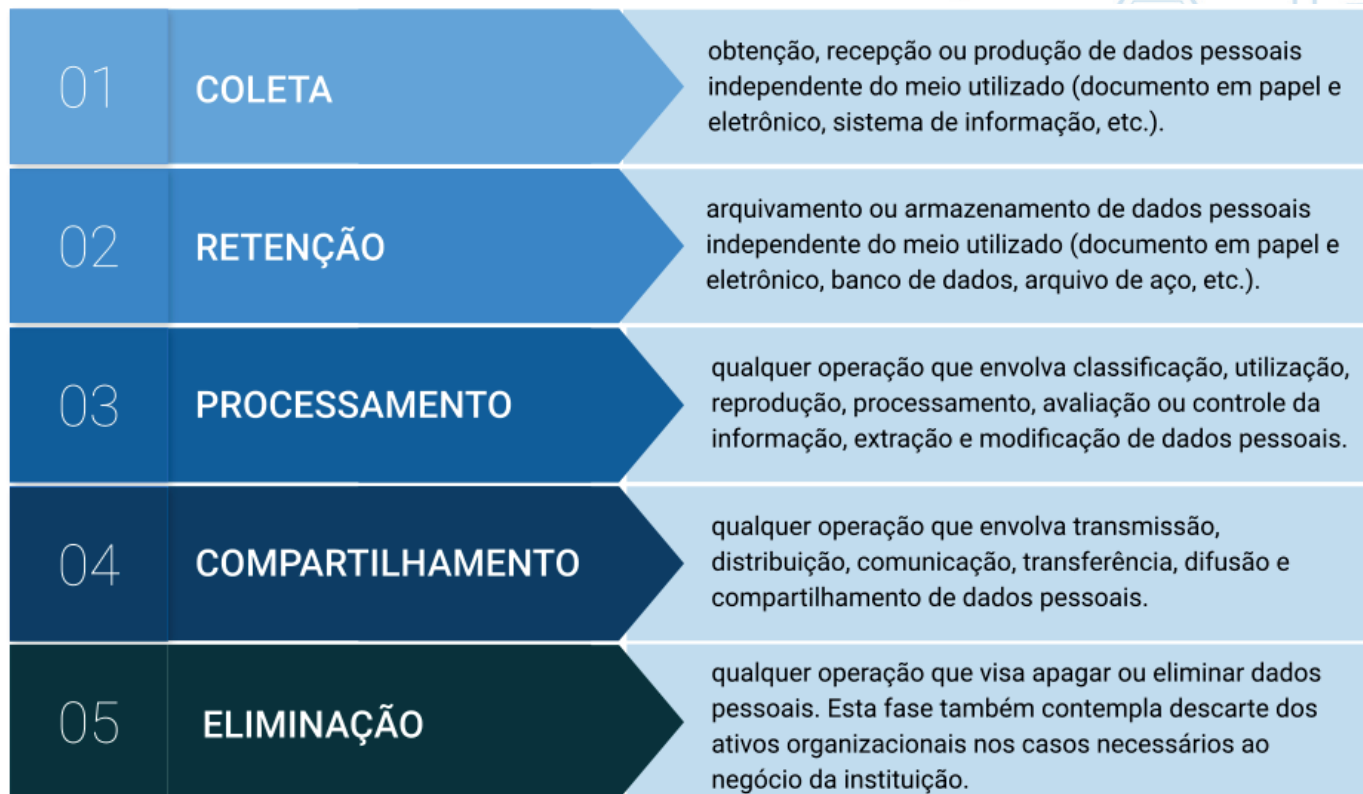 01
COLETA
obtenção, recepção ou produção de dados pessoais
independente do meio utilizado (documento em papel e
eletrônico, sistema de informação, etc.).
02
RETENÇÃO
arquivamento ou armazenamento de dados pessoais
independente do meio utilizado (documento em papel e
eletrônico, banco de dados, arquivo de aço, etc.).
03
PROCESSAMENTO
qualquer operação que envolva classificação, utilização,
reprodução, processamento, avaliação ou controle da
informação, extração e modificação de dados pessoais.
04
COMPARTILHAMENTO
qualquer operação que envolva transmissão,
distribuição, comunicação, transferência, difusão e
compartilhamento de dados pessoais.
05
ELIMINAÇÃO
qualquer operação que visa apagar ou eliminar dados
pessoais. Esta fase também contempla descarte dos
ativos organizacionais nos casos necessários ao
negócio da instituição.